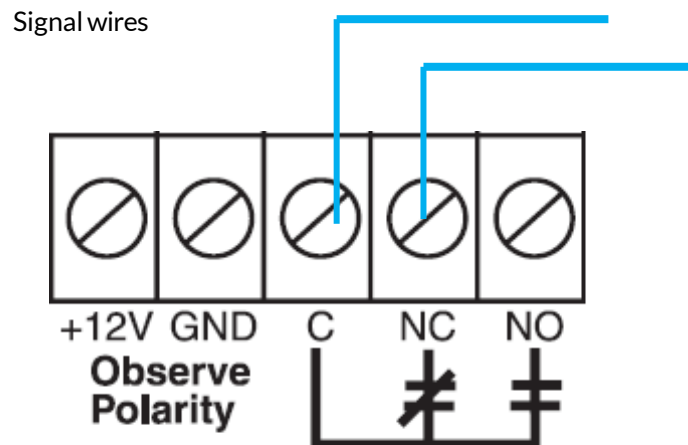 Signal wires
+12V GND C NC NO
Observe
Polarity